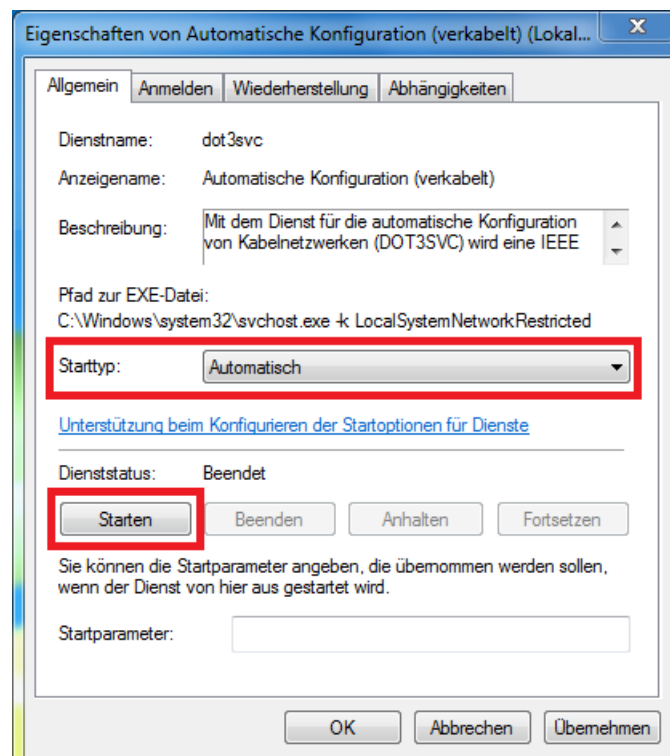 Eigenschaften von Automatische Konfiguration (verkabelt) (Lokal...
Allgemein Anmelden Wiederherstellung Abhängigkeiten
Dienstname: dot3svc
Anzeigename: Automatische Konfiguration (verkabelt)
Beschreibung: Mit dem Dienst für die automatische Konfiguration
von Kabelnetzwerken (DOT3SVC) wird eine IEEE
Pfad zur EXE-Datei:
C:\Windows\system32\svchost.exe -k LocalSystemNetworkRestricted
Starttyp: Automatisch
Unterstützung beim Konfigurieren der Startoptionen für Dienste
Dienststatus: Beendet
Starten Beenden Anhalten Fortsetzen
Sie können die Startparameter angeben, die übernommen werden sollen,
wenn der Dienst von hier aus gestartet wird.
Startparameter:
OK Abbrechen Übernehmen